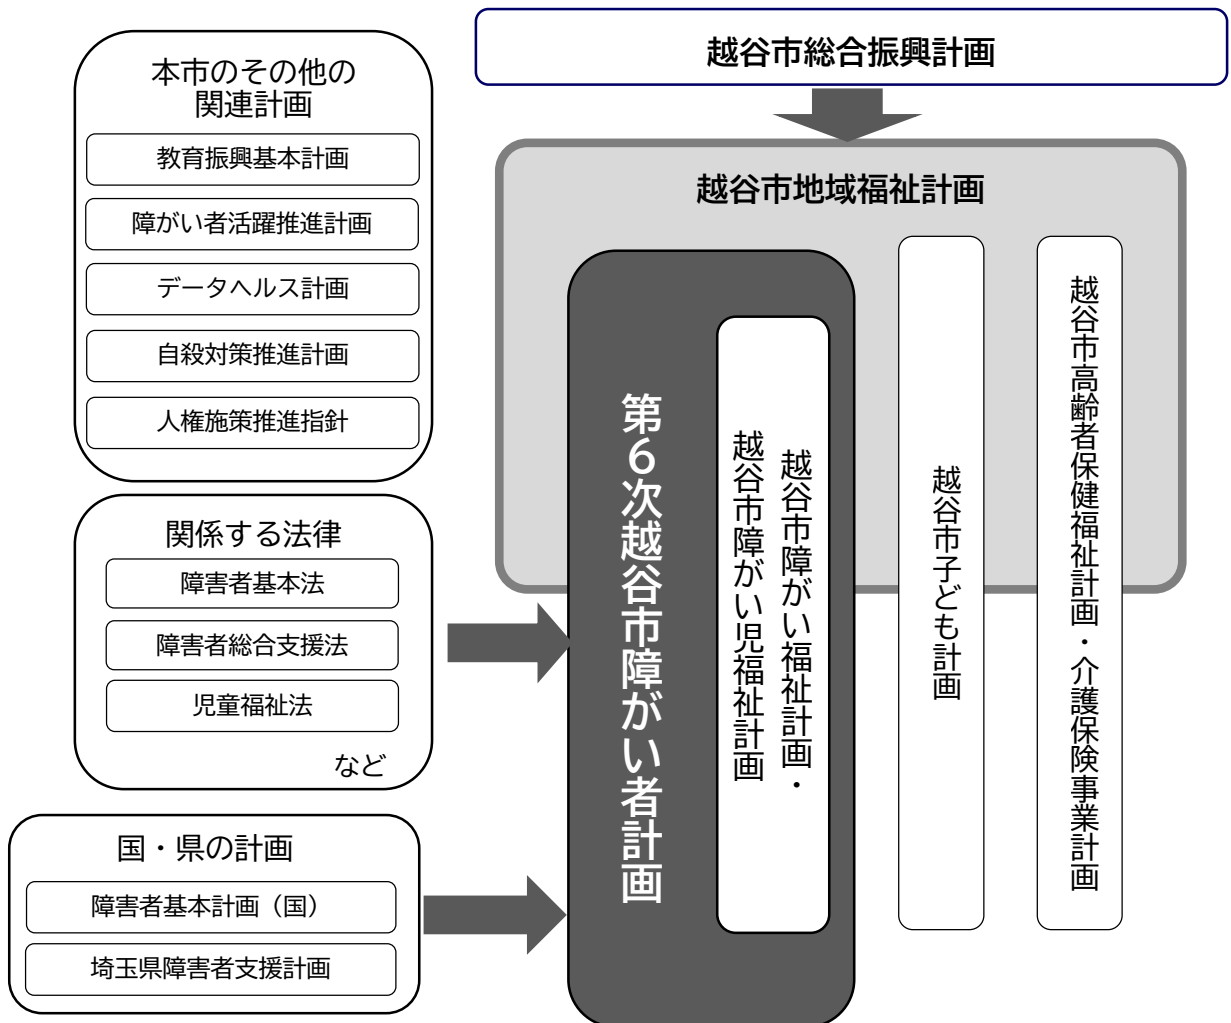 本市のその他の
関連計画
教育振興基本計画
障がい者活躍推進計画
データヘルス計画
自殺対策推進計画
人権施策推進指針
関係する法律
障害者基本法
障害者総合支援法
児童福祉法
など
国・県の計画
障害者基本計画（国）
埼玉県障害者支援計画
越谷市総合振興計画
越谷市地域福祉計画
第６次越谷市障がい者計画
越谷市障がい福祉計画・
越谷市障がい児福祉計画
越谷市子ども計画
越谷市高齢者保健福祉計画・介護保険事業計画